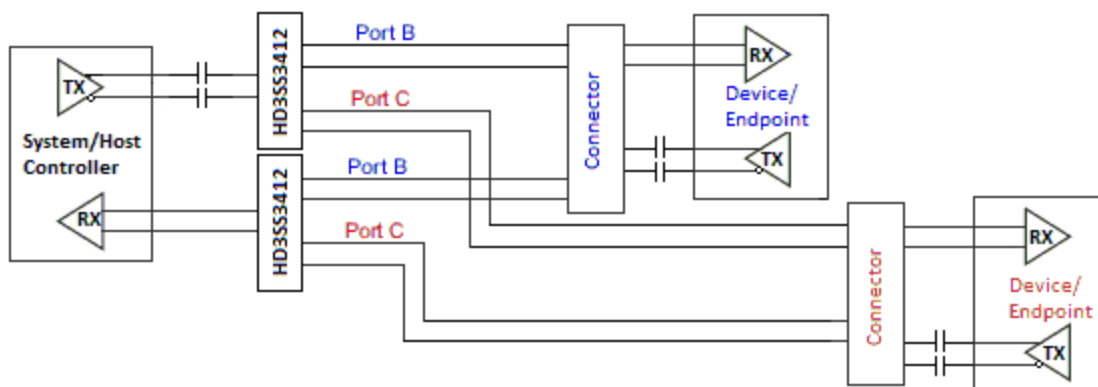 TX
System/Host
Controller
RX
HD3SS3412
HD3SS3412
Port B
Port C
Port B
Port C
Connector
RX
Device/
Endpoint
TX
Connector
RX
Device/
Endpoint
TX